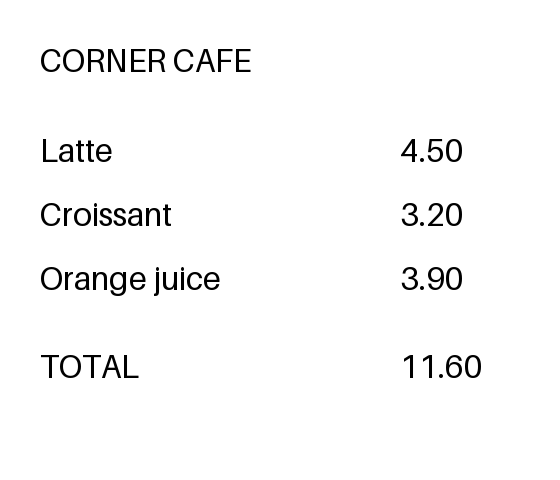 CORNER CAFE
Latte 4.50
Croissant 3.20
Orange juice 3.90
TOTAL 11.60